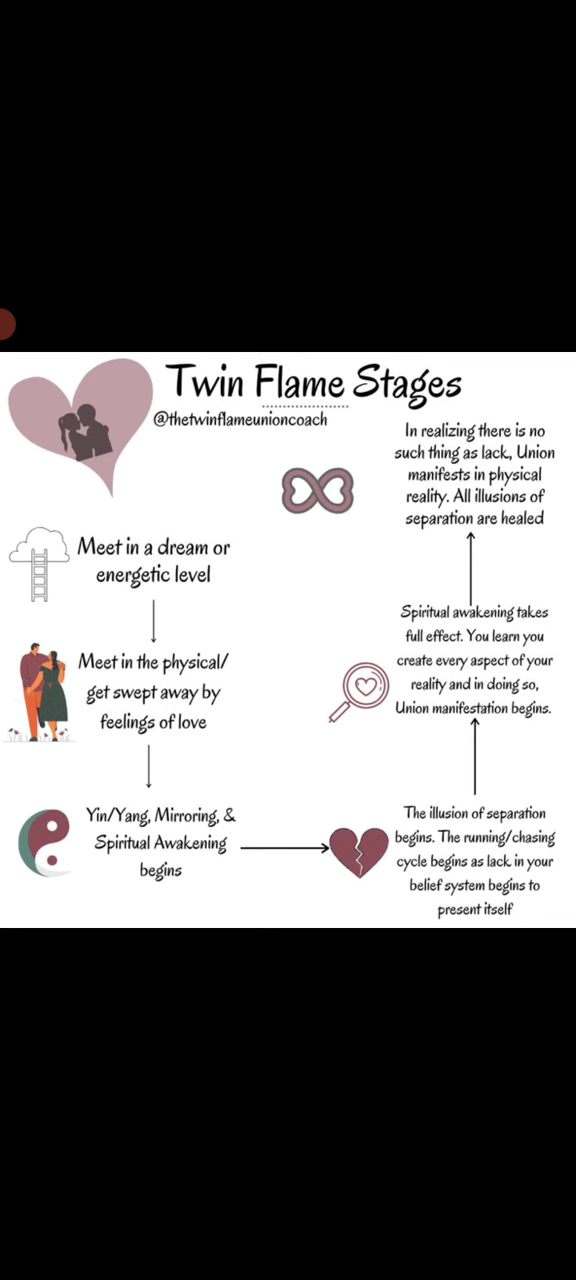 Twin Flame Stages
@thetwinflameunioncoach
Meet in a dream or
energetic level
Meet in the physical/
get swept away by
feelings of love
Yin/Yang, Mirroring, &
Spiritual Awakening
begins
The illusion of separation
begins. The running/chasing
cycle begins as lack in your
belief system begins to
present itself
Spiritual awakening takes
full effect. You learn you
create every aspect of your
reality and in doing so,
Union manifestation begins.
In realizing there is no
such thing as lack, Union
manifests in physical
reality. All illusions of
separation are healed